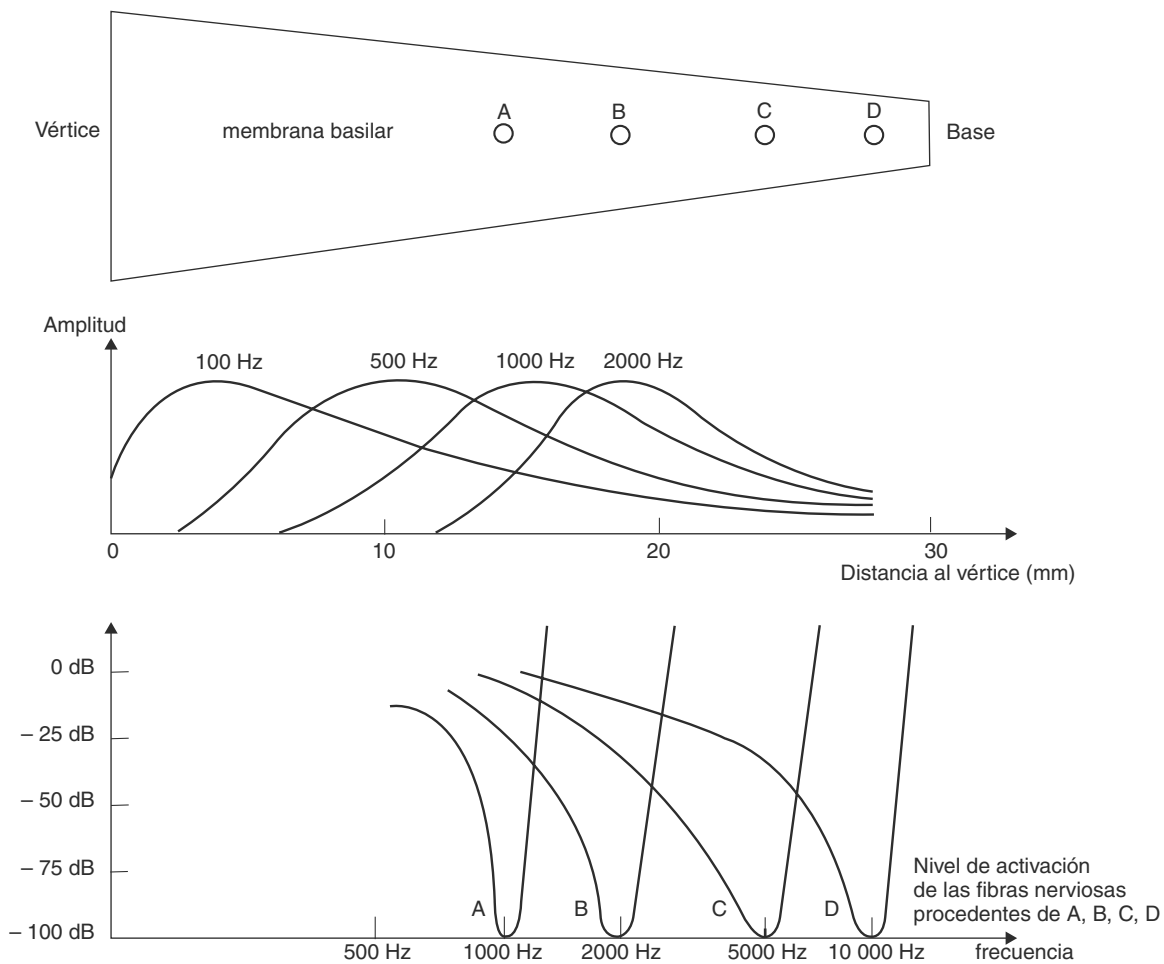 A B C D
Vértice membrana basilar Base
Amplitud
100 Hz 500 Hz 1000 Hz 2000 Hz
0 10 20 30
Distancia al vértice (mm)
0 dB
– 25 dB
– 50 dB
– 75 dB
Nivel de activación
de las fibras nerviosas
procedentes de A, B, C, D
A B C D
– 100 dB
500 Hz 1000 Hz 2000 Hz 5000 Hz 10 000 Hz frecuencia